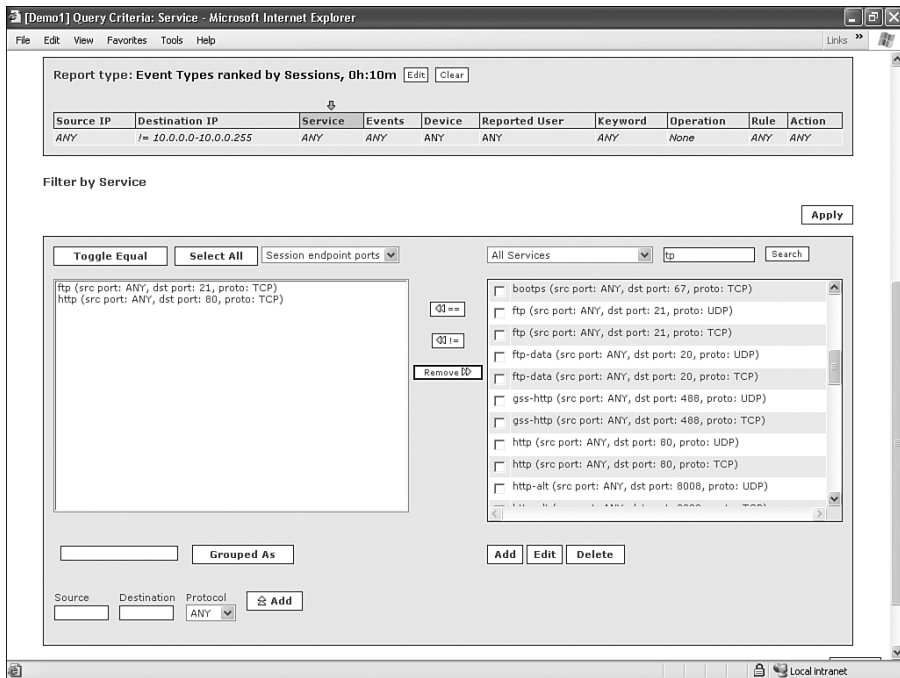 [Demo1] Query Criteria: Service - Microsoft Internet Explorer
File Edit View Favorites Tools Help Links »
Report type: Event Types ranked by Sessions, 0h:10m Edit Clear
Source IP Destination IP Service Events Device Reported User Keyword Operation Rule Action
ANY != 10.0.0.0-10.0.0.255 ANY ANY ANY ANY ANY None ANY ANY
Filter by Service
Apply
Toggle Equal Select All Session endpoint ports All Services tp Search
ftp (src port: ANY, dst port: 21, proto: TCP)
http (src port: ANY, dst port: 80, proto: TCP)
==
!=
Remove
bootps (src port: ANY, dst port: 67, proto: TCP)
ftp (src port: ANY, dst port: 21, proto: UDP)
ftp (src port: ANY, dst port: 21, proto: TCP)
ftp-data (src port: ANY, dst port: 20, proto: UDP)
ftp-data (src port: ANY, dst port: 20, proto: TCP)
gss-http (src port: ANY, dst port: 488, proto: UDP)
gss-http (src port: ANY, dst port: 488, proto: TCP)
http (src port: ANY, dst port: 80, proto: UDP)
http (src port: ANY, dst port: 80, proto: TCP)
http-alt (src port: ANY, dst port: 8008, proto: UDP)
Grouped As Add Edit Delete
Source Destination Protocol
ANY Add
Local intranet